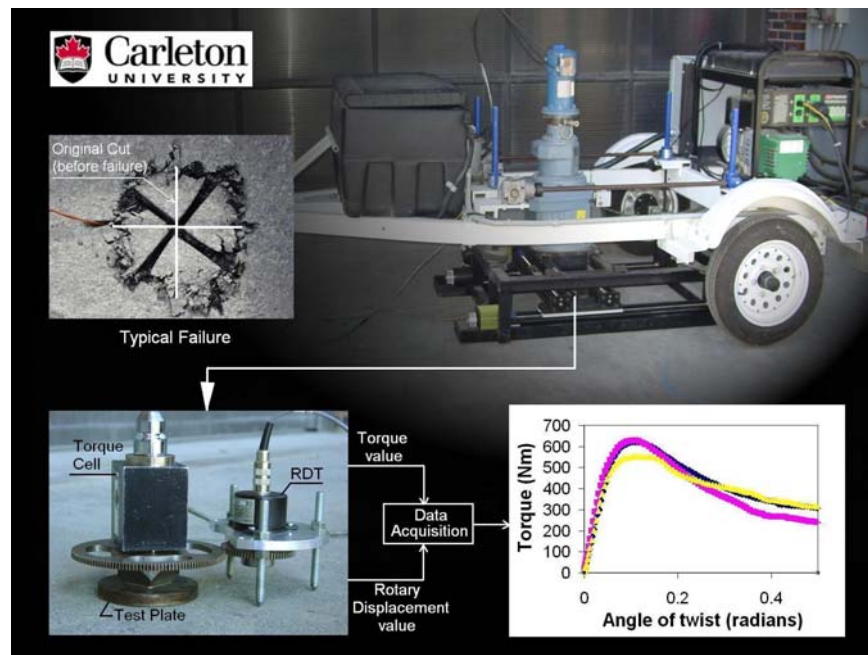 Carleton
UNIVERSITY
Original Cut
(before failure)
Typical Failure
Torque
Cell
RDT
Test Plate
Torque
value
Data
Acquisition
Rotary
Displacement
value
Torque (Nm)
700
600
500
400
300
200
100
0
0
0.2
0.4
Angle of twist (radians)